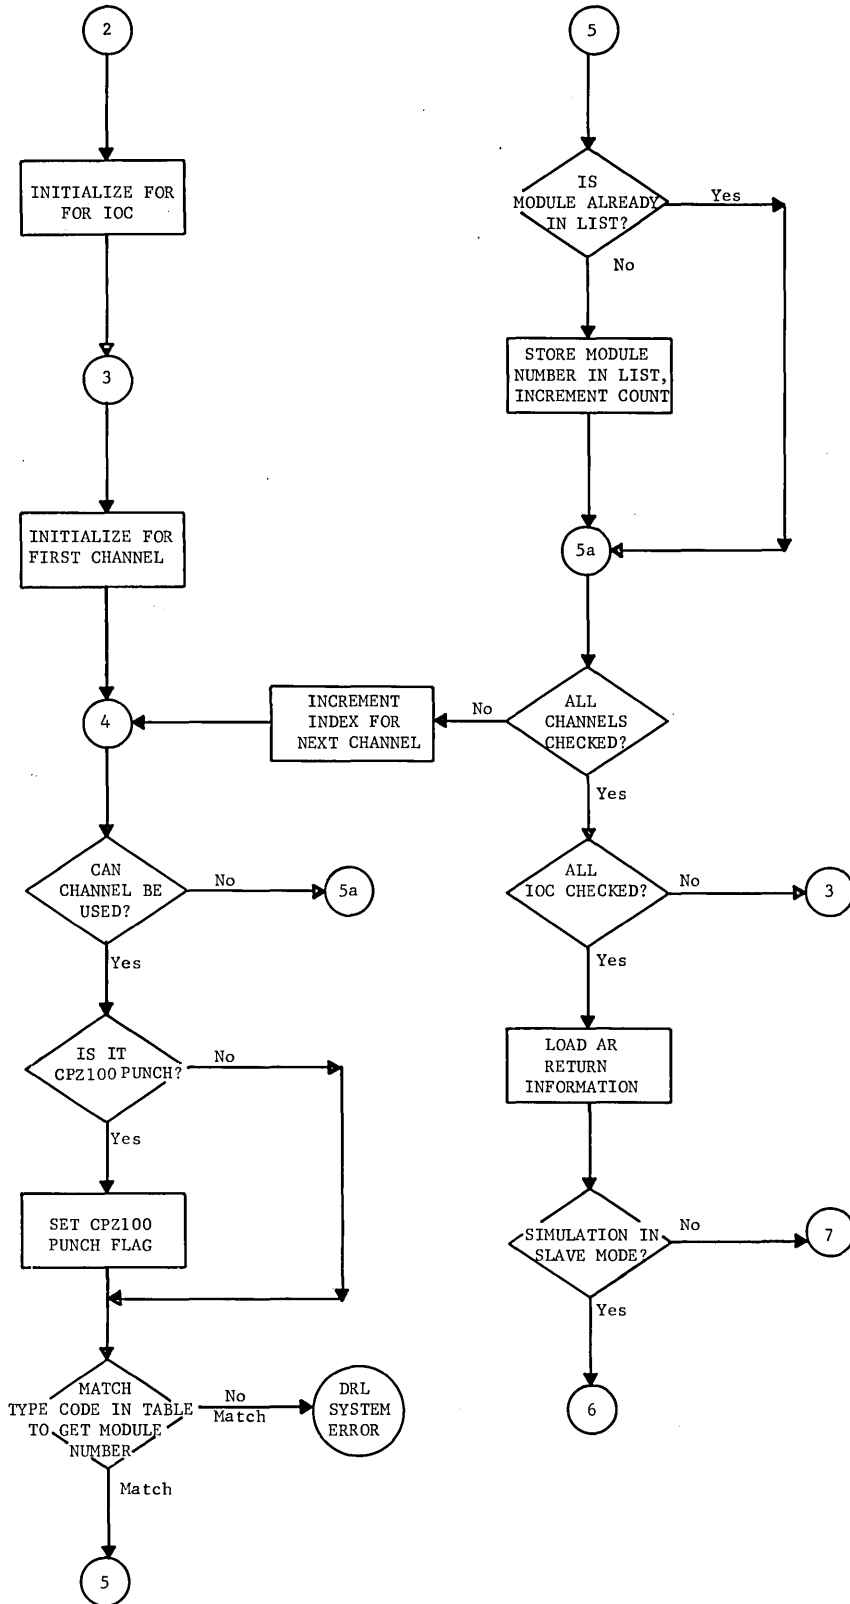 2
INITIALIZE FOR
FOR IOC
3
INITIALIZE FOR
FIRST CHANNEL
4
CAN
CHANNEL BE
USED?
No
5a
Yes
IS IT
CPZ100 PUNCH?
No
Yes
SET CPZ100
PUNCH FLAG
MATCH
TYPE CODE IN TABLE
TO GET MODULE
NUMBER
No
Match
DRL
SYSTEM
ERROR
Match
5
5
IS
MODULE ALREADY
IN LIST?
Yes
No
STORE MODULE
NUMBER IN LIST,
INCREMENT COUNT
5a
ALL
CHANNELS
CHECKED?
No
INCREMENT
INDEX FOR
NEXT CHANNEL
Yes
ALL
IOC CHECKED?
No
3
Yes
LOAD AR
RETURN
INFORMATION
SIMULATION IN
SLAVE MODE?
No
7
Yes
6